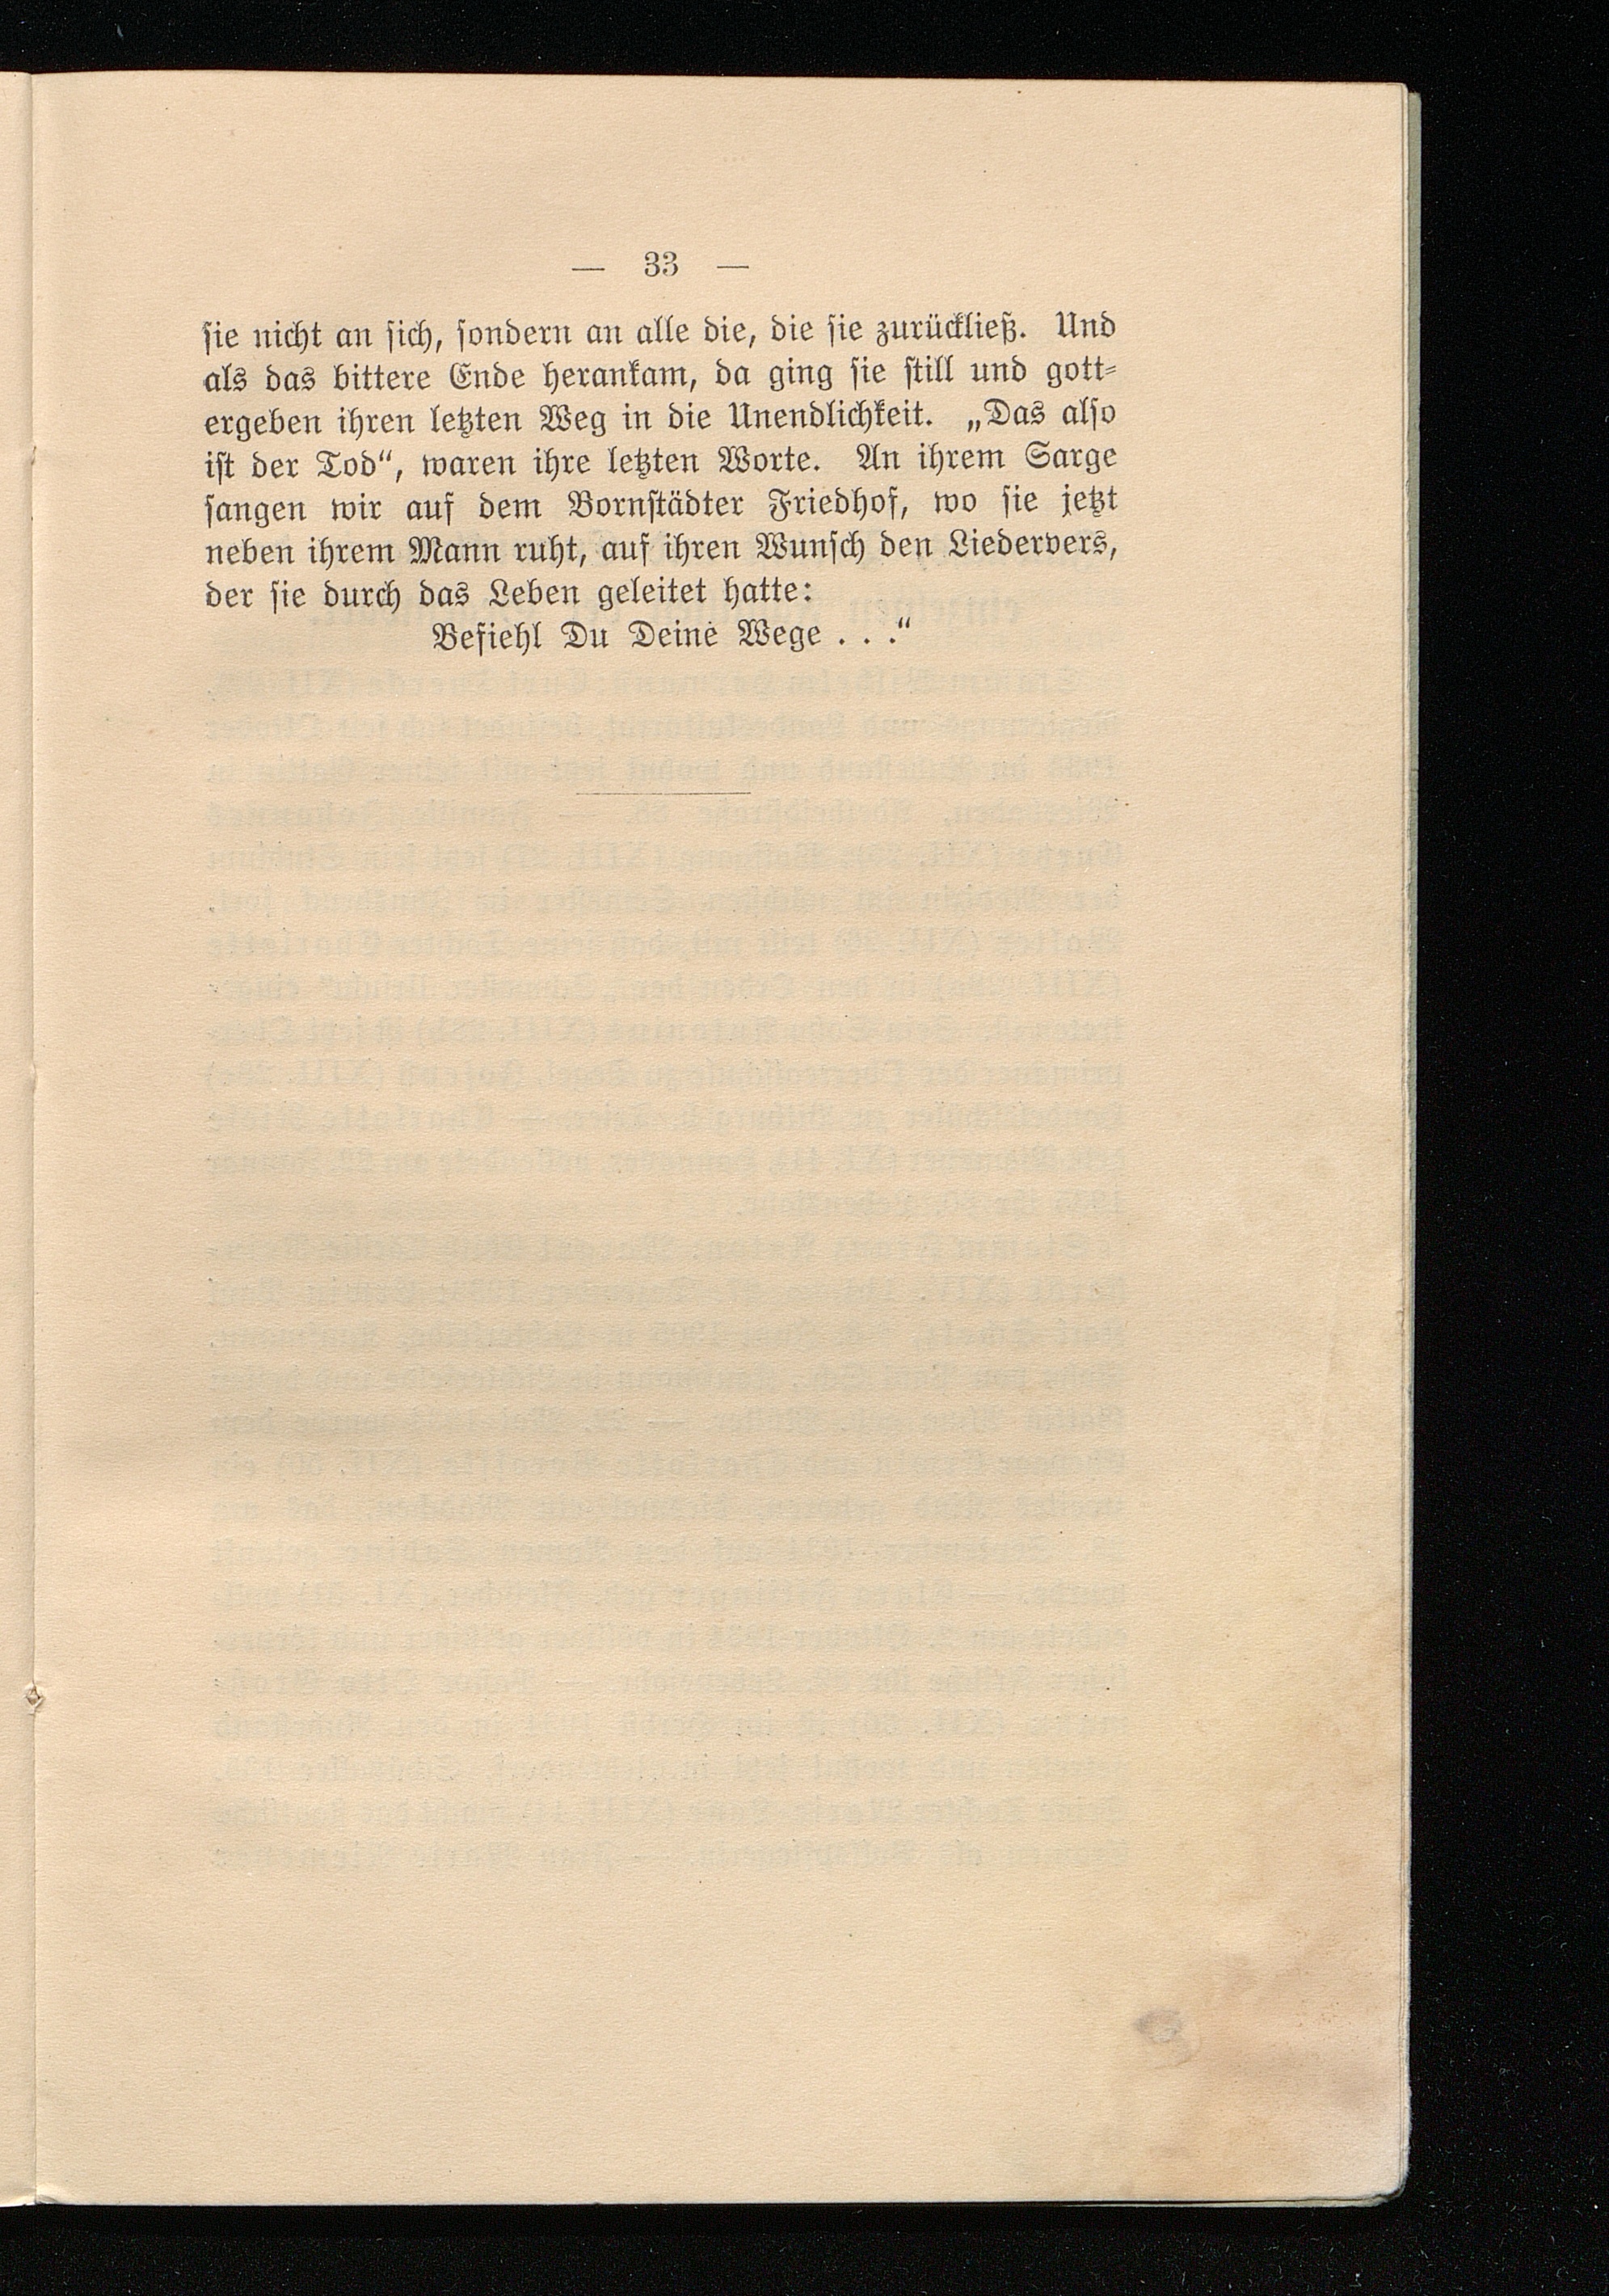 — 33 —
sie nicht an sich, sondern an alle die, die sie zurückließ. Und
als das bittere Ende herankam, da ging sie still und gott-
ergeben ihren letzten Weg in die Unendlichkeit. „Das also
ist der Tod“, waren ihre letzten Worte. An ihrem Sarge
sangen wir auf dem Bornstädter Friedhof, wo sie jetzt
neben ihrem Mann ruht, auf ihren Wunsch den Liedervers,
der sie durch das Leben geleitet hatte:
Befiehl Du Deine Wege . . .“